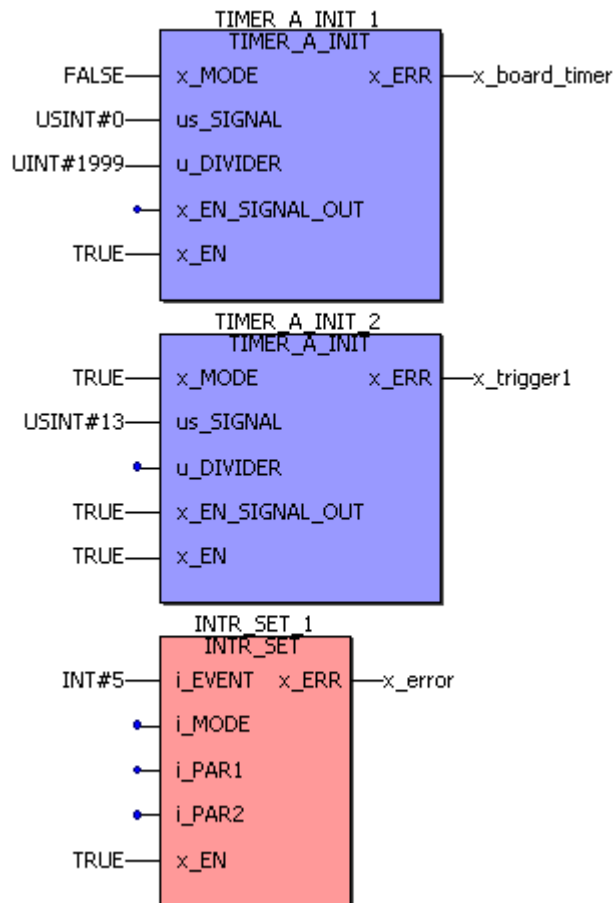 TIMER_A_INIT_1
TIMER_A_INIT
FALSE x_MODE x_ERR x_board_timer
USINT#0 us_SIGNAL
UINT#1999 u_DIVIDER
x_EN_SIGNAL_OUT
TRUE x_EN
TIMER_A_INIT_2
TIMER_A_INIT
TRUE x_MODE x_ERR x_trigger1
USINT#13 us_SIGNAL
u_DIVIDER
TRUE x_EN_SIGNAL_OUT
TRUE x_EN
INTR_SET_1
INTR_SET
INT#5 i_EVENT x_ERR x_error
i_MODE
i_PAR1
i_PAR2
TRUE x_EN